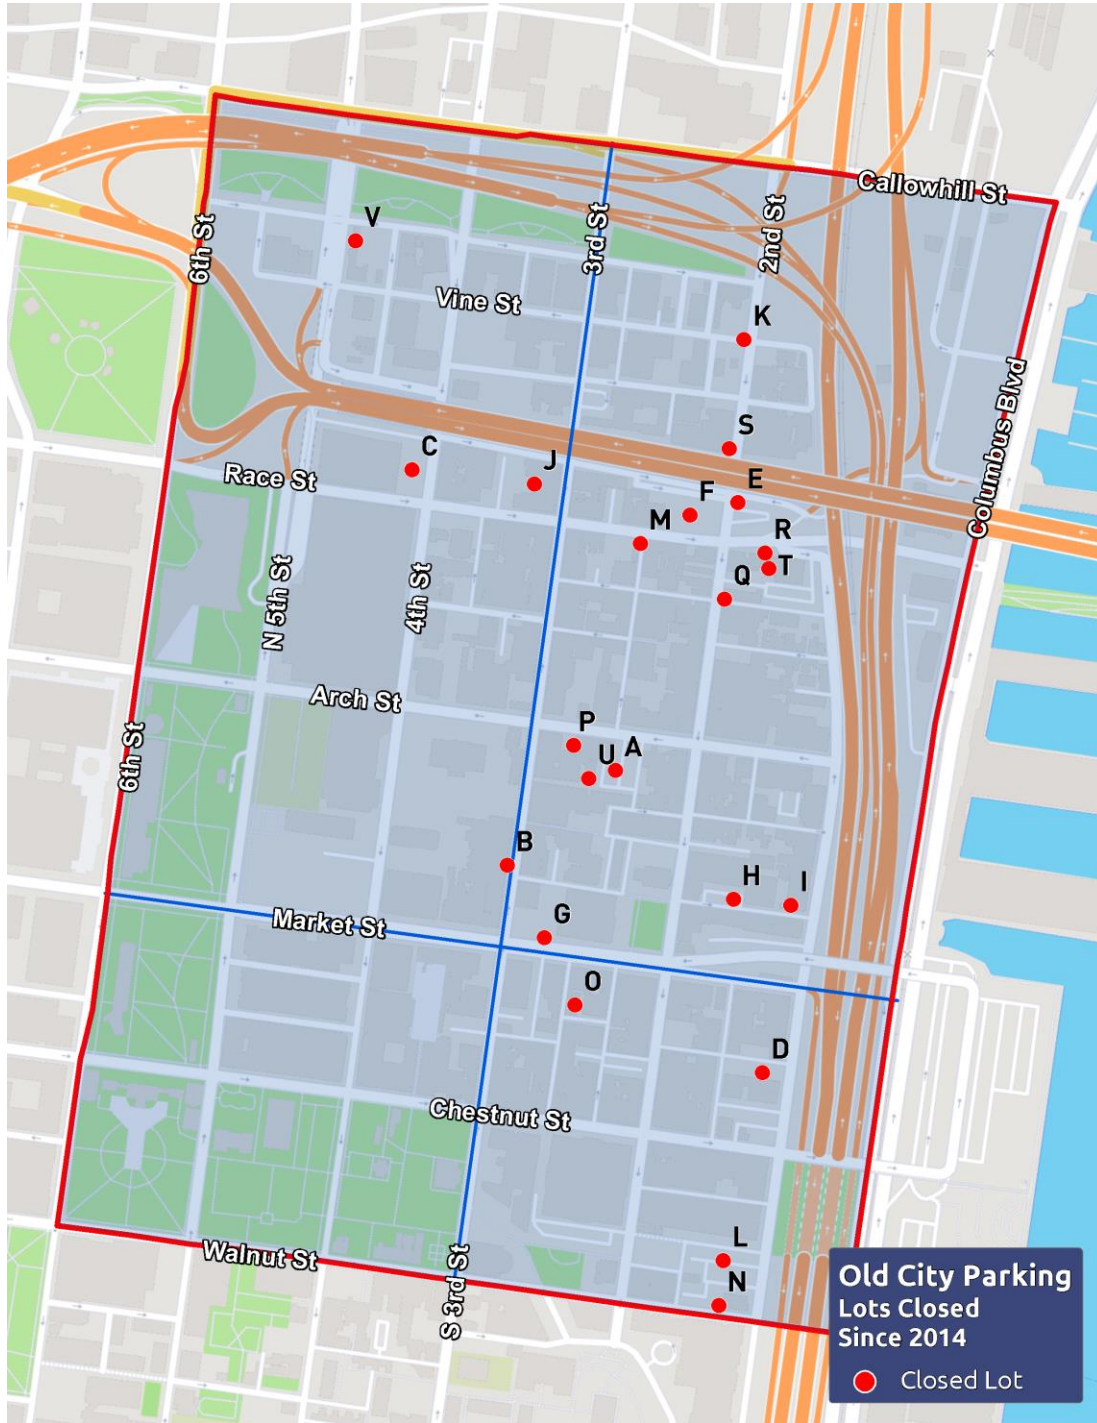 Callowhill St
V
6th St
3rd St
2nd St
Vine St
K
Columbus Blvd
S
C
J
Race St
E
F
M
R
T
Q
N 5th St
4th St
Arch St
P
U
A
6th St
B
H
I
Market St
G
O
D
Chestnut St
L
Walnut St
S 3rd St
N
Old City Parking
Lots Closed
Since 2014
Closed Lot